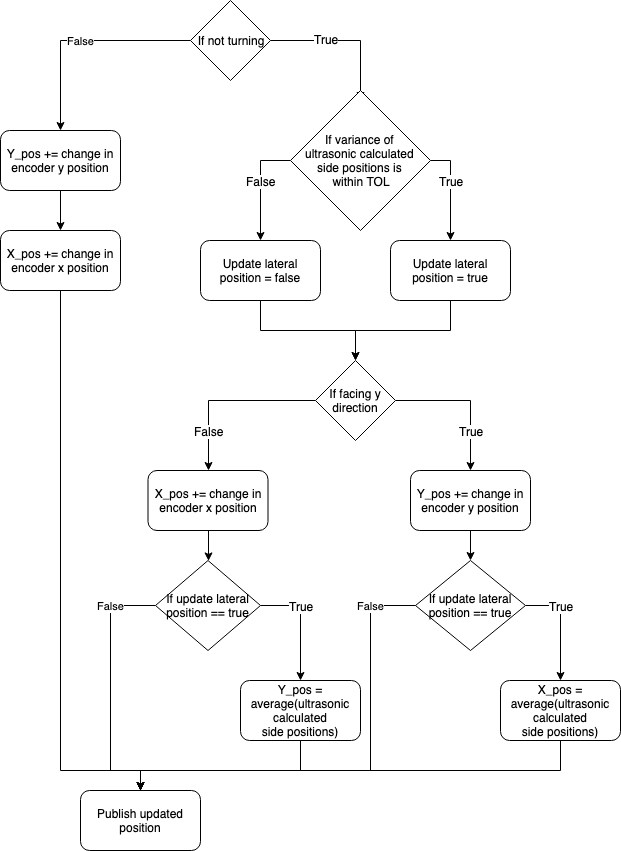 If not turning
False
True
If variance of
ultrasonic calculated
side positions is
within TOL
Y_pos += change in
encoder y position
False
True
X_pos += change in
encoder x position
Update lateral
position = false
Update lateral
position = true
If facing y
direction
False
True
X_pos += change in
encoder x position
Y_pos += change in
encoder y position
If update lateral
position == true
False
True
If update lateral
position == true
False
True
Y_pos =
average(ultrasonic
calculated
side positions)
X_pos =
average(ultrasonic
calculated
side positions)
Publish updated
position